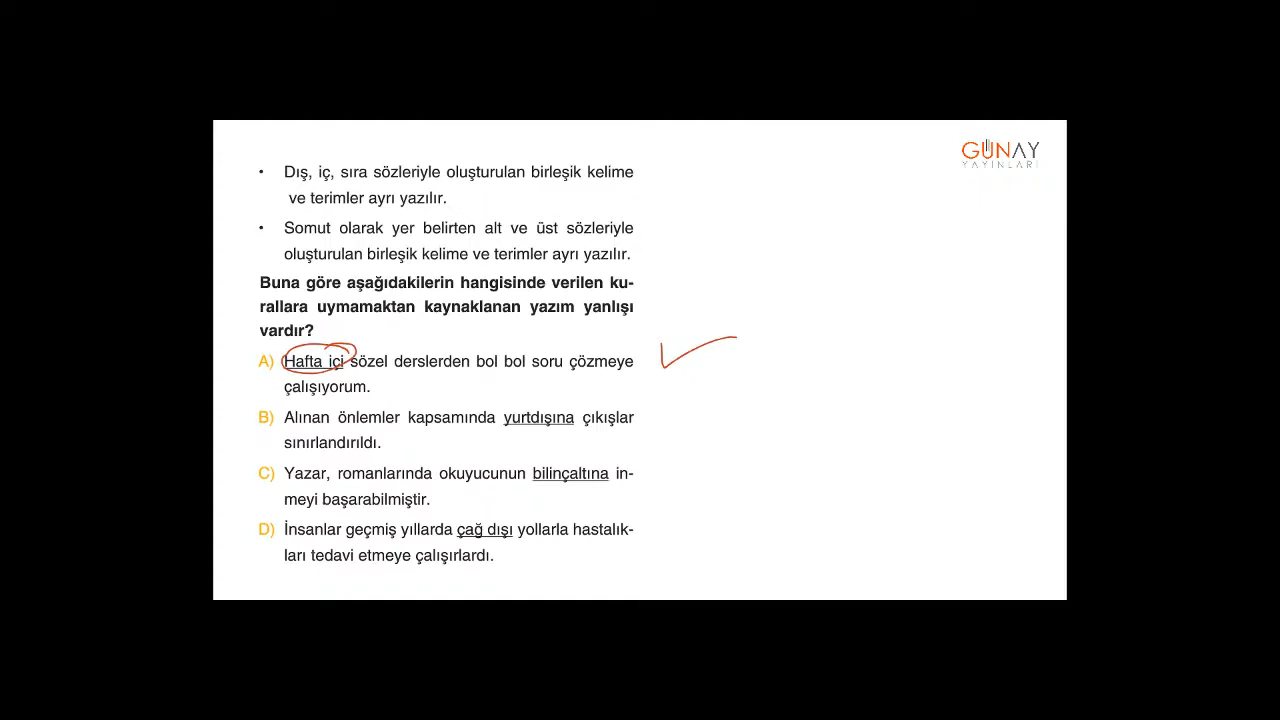 GÜNAY
YAYINLARI
• Dış, iç, sıra sözleriyle oluşturulan birleşik kelime
ve terimler ayrı yazılır.
• Somut olarak yer belirten alt ve üst sözleriyle
oluşturulan birleşik kelime ve terimler ayrı yazılır.
Buna göre aşağıdakilerin hangisinde verilen ku-
rallara uymamaktan kaynaklanan yazım yanlışı
vardır?
A) Hafta içi sözel derslerden bol bol soru çözmeye
çalışıyorum.
B) Alınan önlemler kapsamında yurtdışına çıkışlar
sınırlandırıldı.
C) Yazar, romanlarında okuyucunun bilinçaltına in-
meyi başarabilmiştir.
D) İnsanlar geçmiş yıllarda çağ dışı yollarla hastalık-
ları tedavi etmeye çalışırlardı.